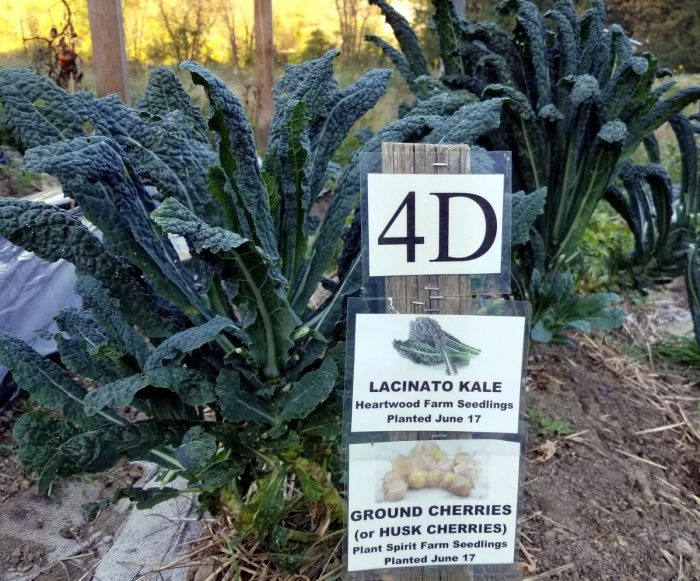 4D
LACINATO KALE
Heartwood Farm Seedlings
Planted June 17
GROUND CHERRIES
(or HUSK CHERRIES)
Plant Spirit Farm Seedlings
Planted June 17